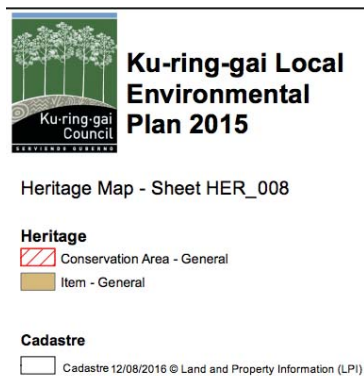 Ku-ring-gai
Council
SERVIENDO GUBERNO
Ku-ring-gai Local
Environmental
Plan 2015
Heritage Map - Sheet HER_008
Heritage
Conservation Area - General
Item - General
Cadastre
Cadastre 12/08/2016 © Land and Property Information (LPI)